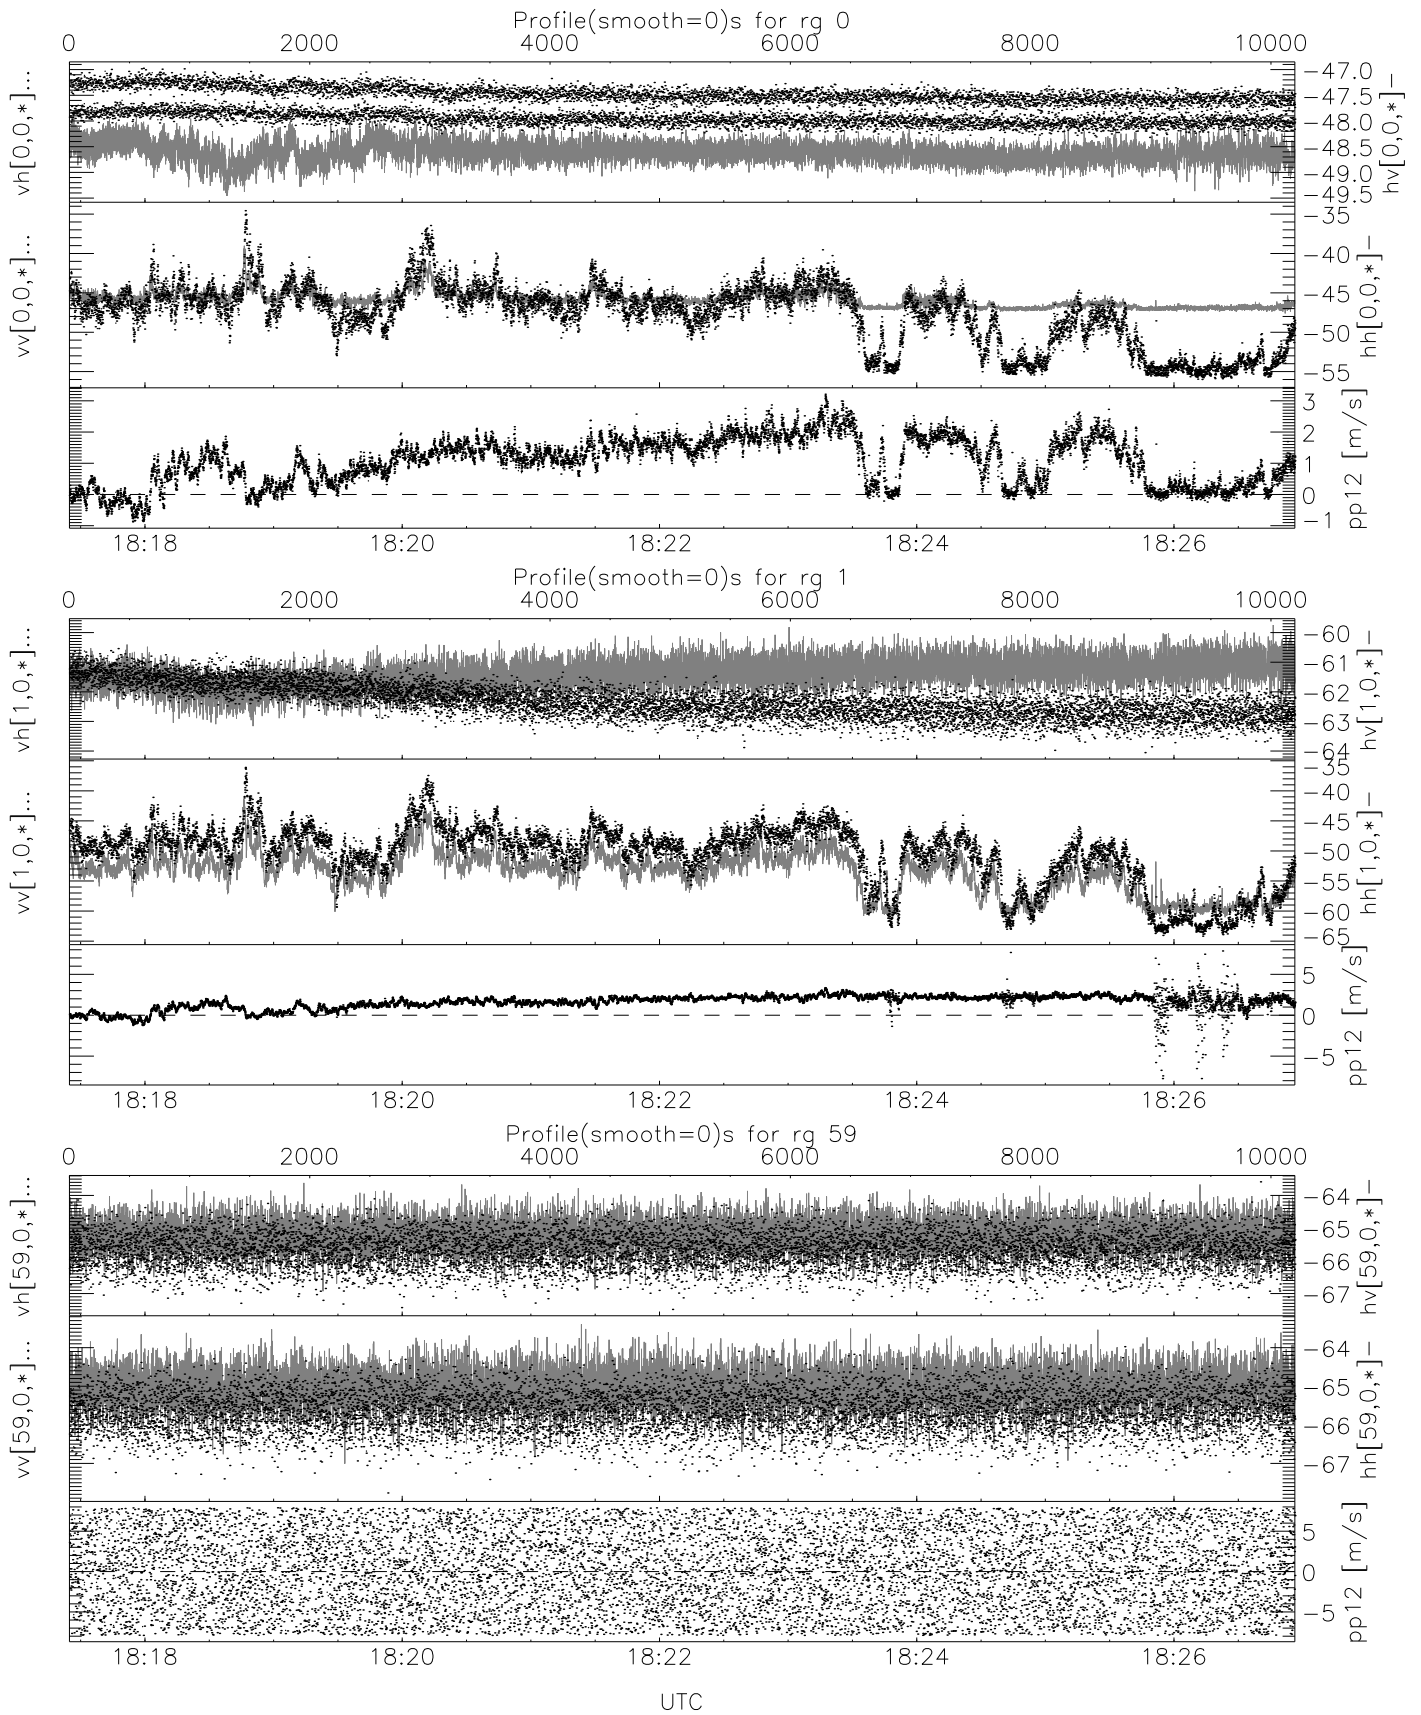 Profile(smooth=0)s for rg 0
0 2000 4000 6000 8000 10000
vh[0,0,*]...
-47.0
-47.5
-48.0
-48.5
-49.0
-49.5
hv[0,0,*]-
vv[0,0,*]...
-35
-40
-45
-50
-55
hh[0,0,*]-
3
2
1
0
-1
pp12 [m/s]
18:18 18:20 18:22 18:24 18:26
Profile(smooth=0)s for rg 1
0 2000 4000 6000 8000 10000
vh[1,0,*]...
-60
-61
-62
-63
-64
hv[1,0,*]-
vv[1,0,*]...
-35
-40
-45
-50
-55
-60
-65
hh[1,0,*]-
5
0
-5
pp12 [m/s]
18:18 18:20 18:22 18:24 18:26
Profile(smooth=0)s for rg 59
0 2000 4000 6000 8000 10000
vh[59,0,*]...
-64
-65
-66
-67
hv[59,0,*]-
vv[59,0,*]...
-64
-65
-66
-67
hh[59,0,*]-
5
0
-5
pp12 [m/s]
18:18 18:20 18:22 18:24 18:26
UTC